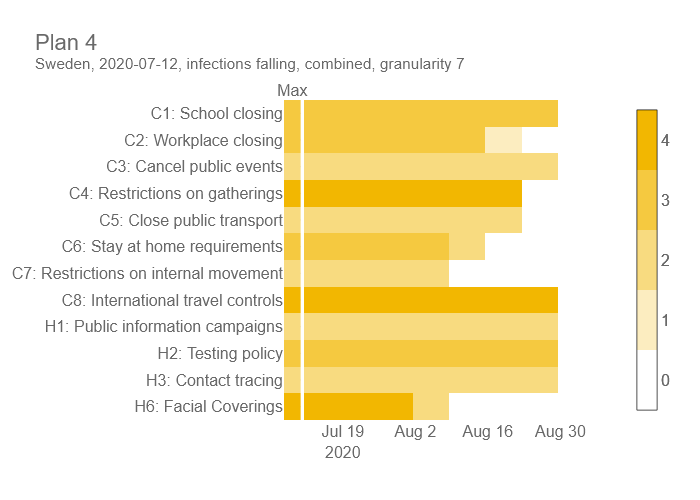 Plan 4
Sweden, 2020-07-12, infections falling, combined, granularity 7
Max
C1: School closing
C2: Workplace closing
C3: Cancel public events
C4: Restrictions on gatherings
C5: Close public transport
C6: Stay at home requirements
C7: Restrictions on internal movement
C8: International travel controls
H1: Public information campaigns
H2: Testing policy
H3: Contact tracing
H6: Facial Coverings
Jul 19 Aug 2 Aug 16 Aug 30
2020
4
3
2
1
0